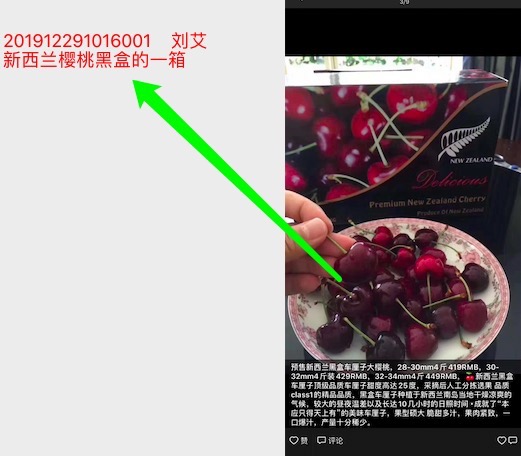 201912291016001 刘艾
新西兰樱桃黑盒的一箱
3/9
NEW ZEALAND
Delicious
Premium New Zealand Cherry
Produce Of New Zealand
预售新西兰黑盒车厘子大樱桃，28-30mm4斤419RMB，30-
32mm4斤装429RMB，32-34mm4斤449RMB，🍒新西兰黑盒
车厘子顶级品质车厘子甜度高达25度，采摘后人工分拣选果 品质
class1的精品品质，黑盒车厘子种植于新西兰南岛当地干燥凉爽的
气候，较大的昼夜温差以及长达10几小时的日照时间·成就了“本
应只得天上有”的美味车厘子，果型硕大 脆甜多汁，果肉紧致，一
口爆汁，产量十分稀少。
赞 评论